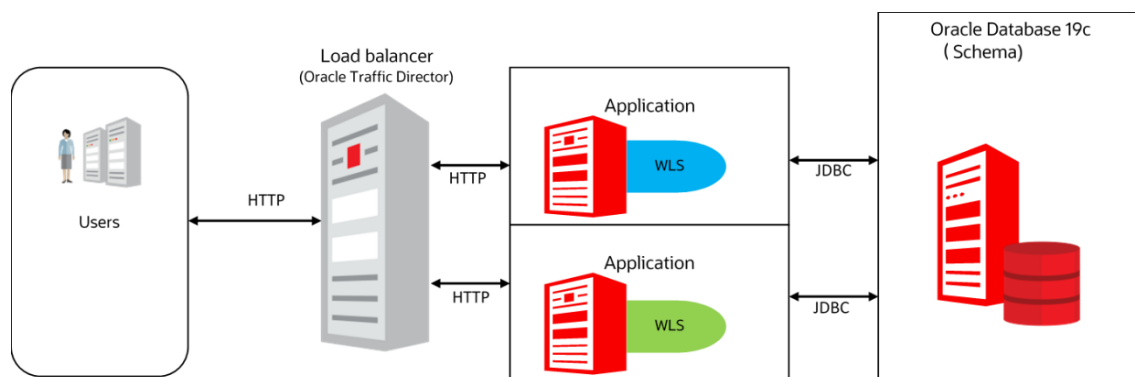 Users
HTTP
Load balancer
(Oracle Traffic Director)
HTTP
HTTP
Application
WLS
Application
WLS
JDBC
JDBC
Oracle Database 19c
( Schema)